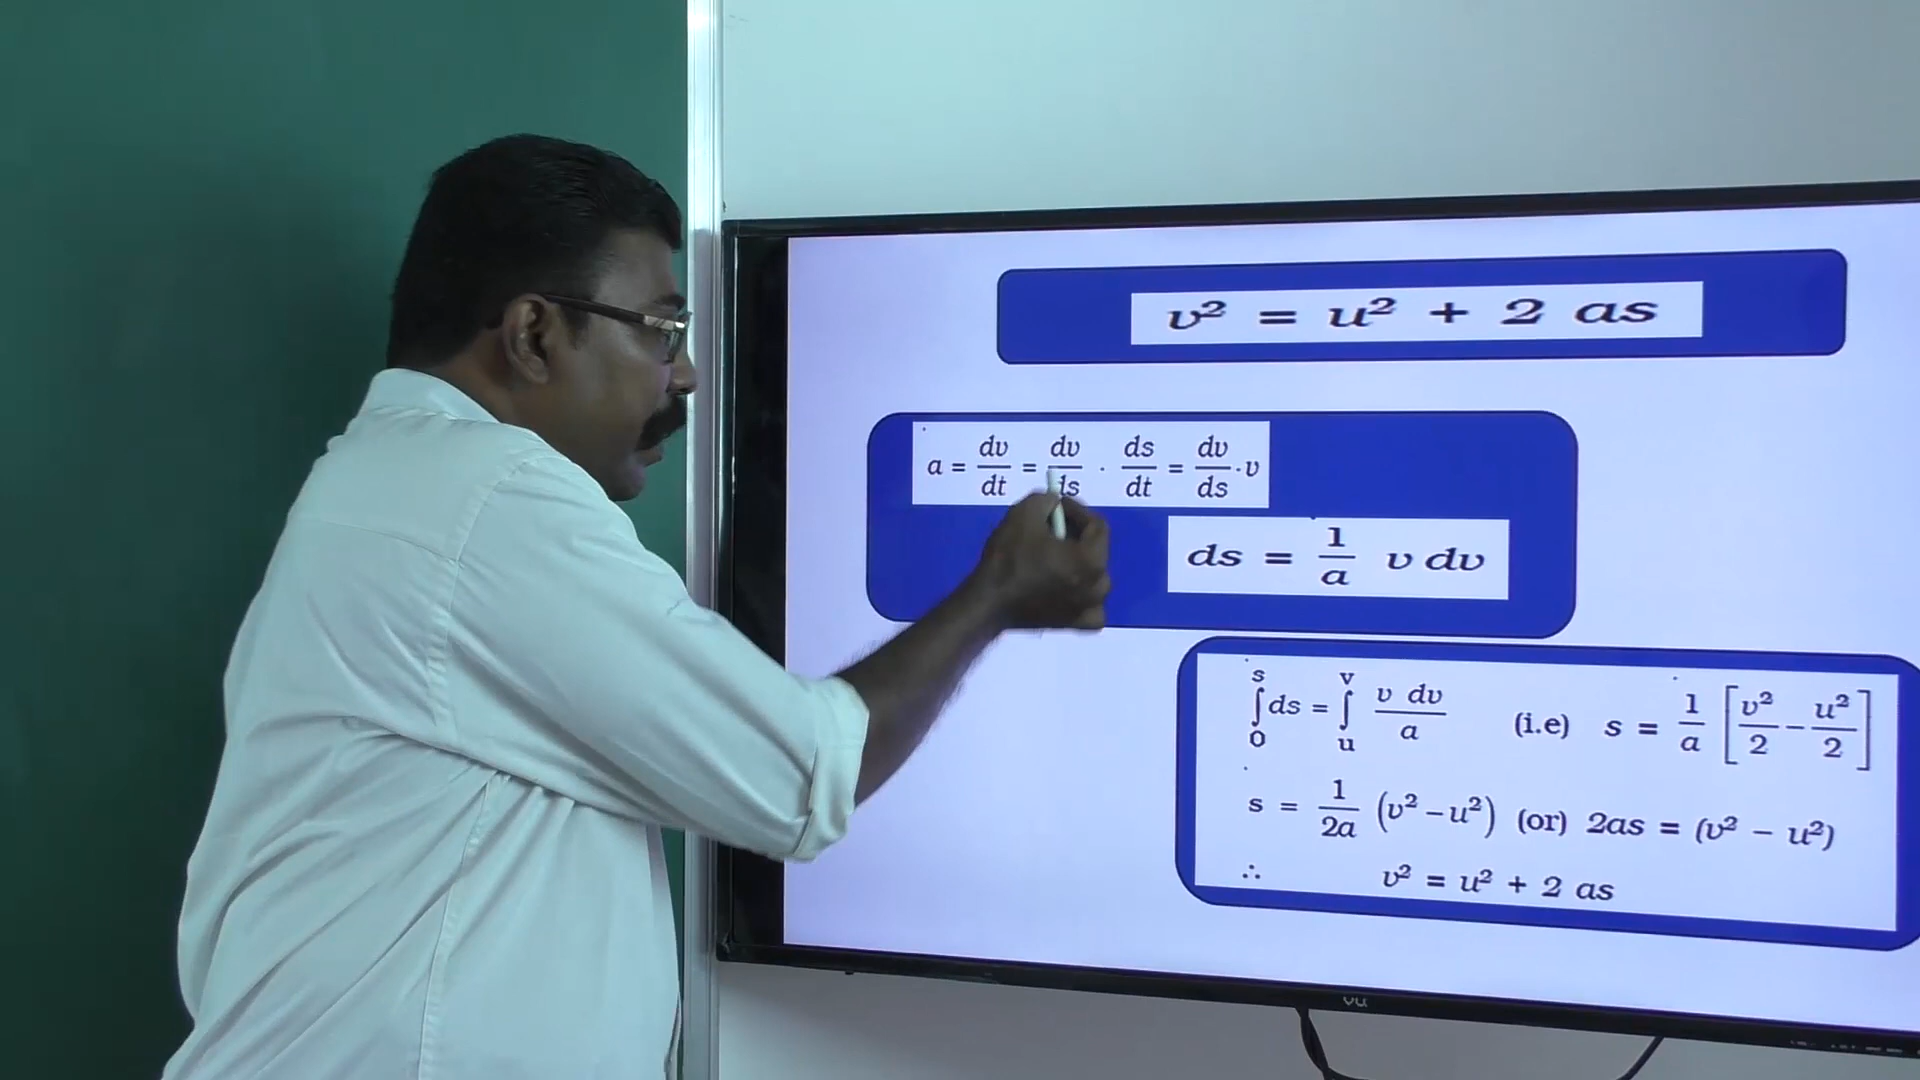 v² = u² + 2 as
a = dv/dt = dv/ds · ds/dt = dv/ds · v
ds = 1/a v dv
∫₀ˢ ds = ∫ᵤᵛ v dv/a (i.e) s = 1/a [v²/2 − u²/2]
s = 1/2a (v² − u²) (or) 2as = (v² − u²)
∴ v² = u² + 2 as
vu